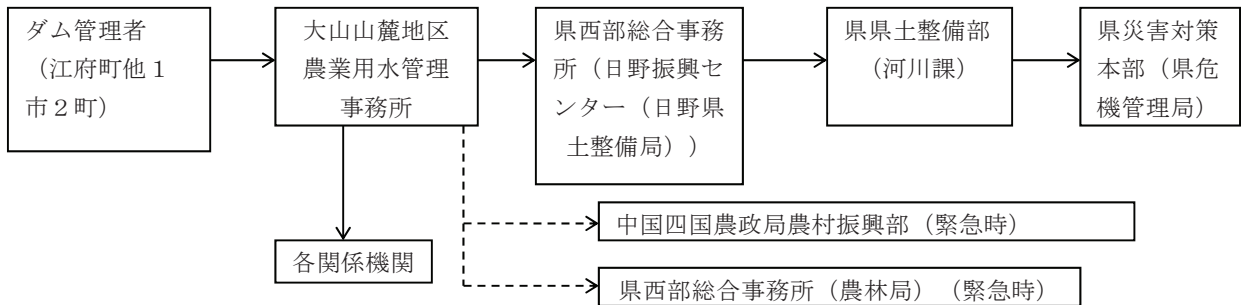 ダム管理者
（江府町他１
市２町）
大山山麓地区
農業用水管理
事務所
県西部総合事務
所（日野振興セ
ンター（日野県
土整備局））
県県土整備部
（河川課）
県災害対策
本部（県危
機管理局）
中国四国農政局農村振興部（緊急時）
各関係機関
県西部総合事務所（農林局）（緊急時）